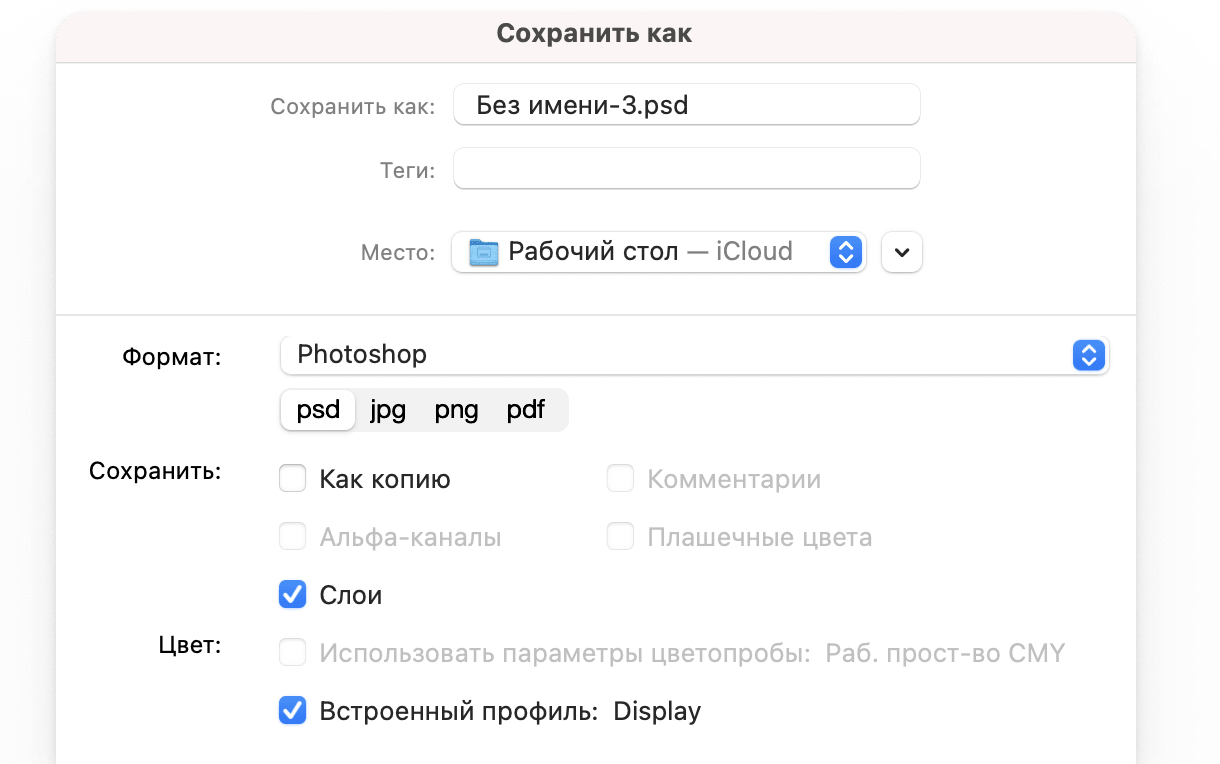 Сохранить как
Сохранить как: Без имени-3.psd
Теги:
Место: Рабочий стол — iCloud
Формат: Photoshop
psd jpg png pdf
Сохранить: Как копию Комментарии
Альфа-каналы Плашечные цвета
Слои
Цвет: Использовать параметры цветопробы: Раб. прост-во CMY
Встроенный профиль: Display